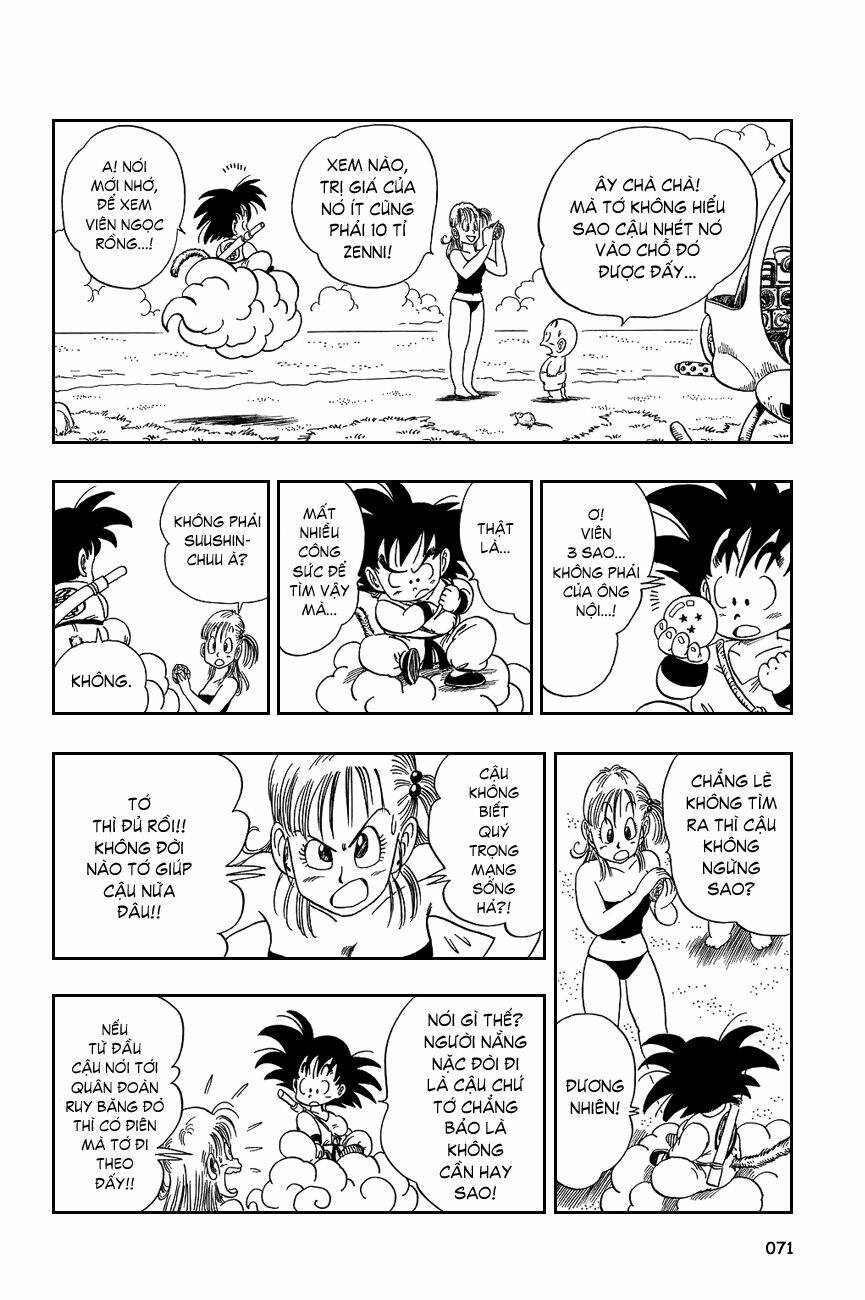 ÂY CHÀ CHÀ!
MÀ TỚ KHÔNG HIỂU
SAO CẬU NHÉT NÓ
VÀO CHỖ ĐÓ
ĐƯỢC ĐẤY...
XEM NÀO,
TRỊ GIÁ CỦA
NÓ ÍT CŨNG
PHẢI 10 TỈ
ZENNI!
A! NÓI
MỚI NHỚ,
ĐỂ XEM
VIÊN NGỌC
RỒNG...!
Ơ!
VIÊN
3 SAO...
KHÔNG PHẢI
CỦA ÔNG
NỘI...!
THẬT
LÀ...
MẤT
NHIỀU
CÔNG
SỨC ĐỂ
TÌM VẬY
MÀ...
KHÔNG PHẢI
SUUSHIN-
CHUU À?
KHÔNG.
CHẲNG LẼ
KHÔNG TÌM
RA THÌ CẬU
KHÔNG
NGỪNG
SAO?
ĐƯƠNG
NHIÊN!
CẬU
KHÔNG
BIẾT
QUÝ
TRỌNG
MẠNG
SỐNG
HẢ?!
TỚ
THÌ ĐỦ RỒI!!
KHÔNG ĐỜI
NÀO TỚ GIÚP
CẬU NỮA
ĐÂU!!
NÓI GÌ THẾ?
NGƯỜI NẰNG
NẶC ĐÒI ĐI
LÀ CẬU CHỨ
TỚ CHẲNG
BẢO LÀ
KHÔNG
CẦN HAY
SAO!
NẾU
TỪ ĐẦU
CẬU NÓI TỚI
QUÂN ĐOÀN
RUY BĂNG ĐỎ
THÌ CÓ ĐIÊN
MÀ TỚ ĐI
THEO
ĐẤY!!
071